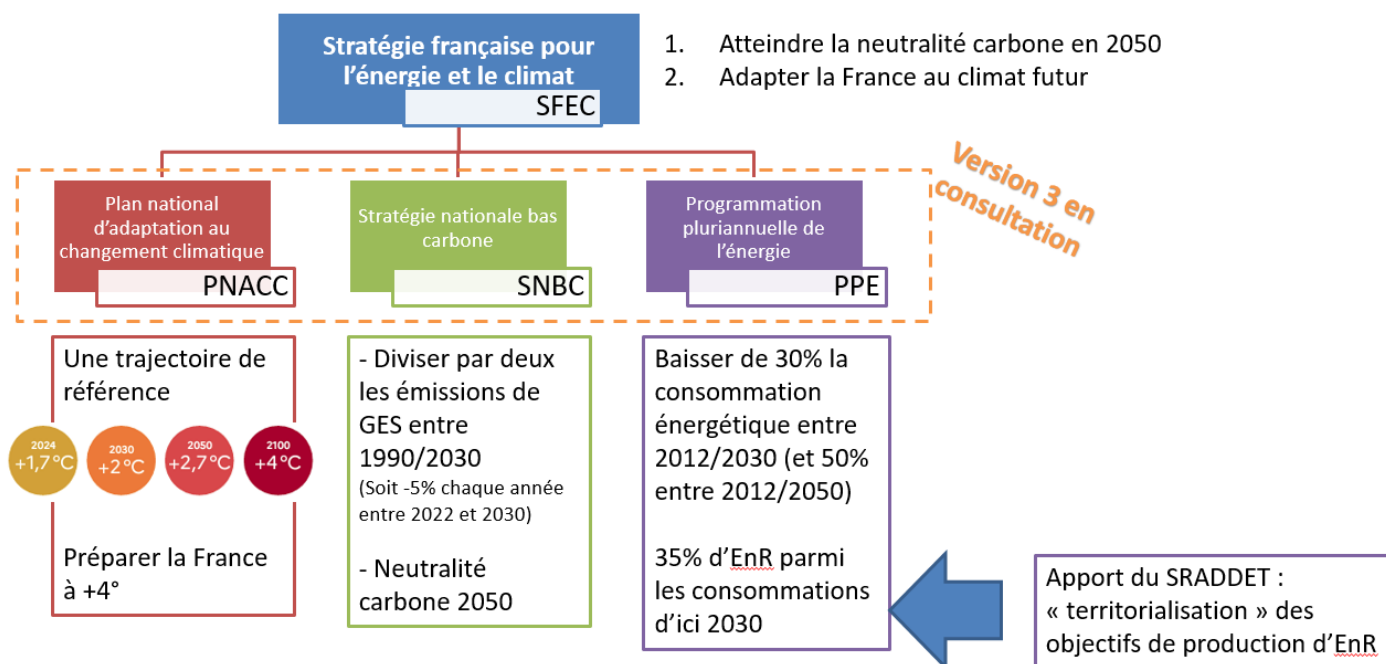 Stratégie française pour
l'énergie et le climat
SFEC
1. Atteindre la neutralité carbone en 2050
2. Adapter la France au climat futur
Version 3 en
consultation
Plan national
d'adaptation au
changement climatique
PNACC
Stratégie nationale bas
carbone
SNBC
Programmation
pluriannuelle de
l'énergie
PPE
Une trajectoire de
référence
2024
+1,7°C
2030
+2°C
2050
+2,7°C
2100
+4°C
Préparer la France
à +4°
- Diviser par deux
les émissions de
GES entre
1990/2030
(Soit -5% chaque année
entre 2022 et 2030)
- Neutralité
carbone 2050
Baisser de 30% la
consommation
énergétique entre
2012/2030 (et 50%
entre 2012/2050)
35% d'EnR parmi
les consommations
d'ici 2030
Apport du SRADDET :
« territorialisation » des
objectifs de production d'EnR